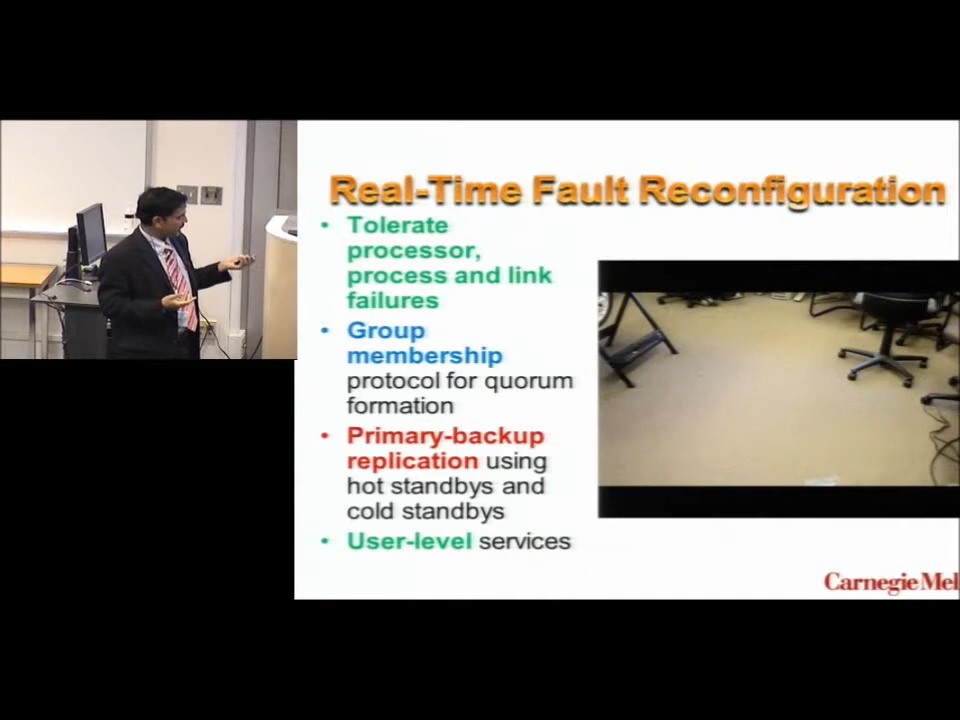 Real-Time Fault Reconfiguration
• Tolerate
processor,
process and link
failures
• Group
membership
protocol for quorum
formation
• Primary-backup
replication using
hot standbys and
cold standbys
• User-level services
Carnegie Mel